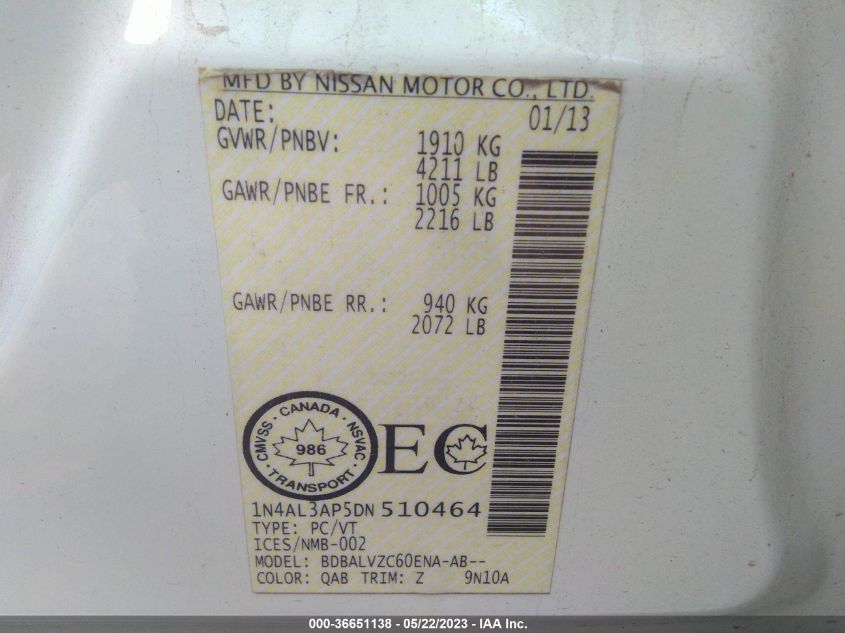 MFD BY NISSAN MOTOR CO., LTD.
DATE: 01/13
GVWR/PNBV: 1910 KG
4211 LB
GAWR/PNBE FR.: 1005 KG
2216 LB
GAWR/PNBE RR.: 940 KG
2072 LB
CANADA
CMVSS · NSVAC
986
TRANSPORT
EC
1N4AL3AP5DN 510464
TYPE: PC/VT
ICES/NMB-002
MODEL: BDBALVZC60ENA-AB--
COLOR: QAB TRIM: Z 9N10A
000-36651138 - 05/22/2023 - IAA Inc.